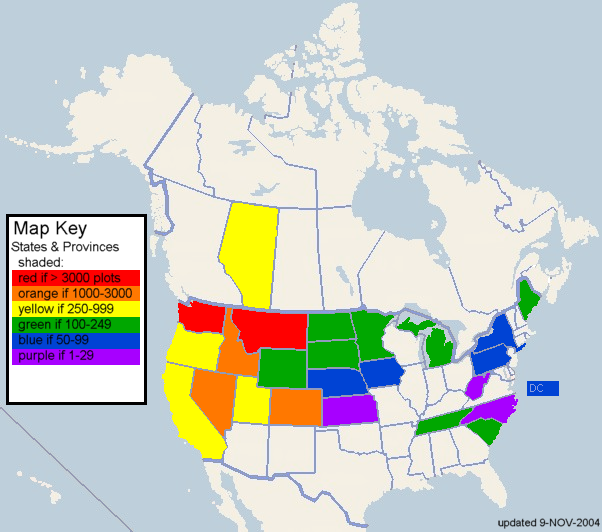 Map Key
States & Provinces
shaded:
red if > 3000 plots
orange if 1000-3000
yellow if 250-999
green if 100-249
blue if 50-99
purple if 1-29
DC
updated 9-NOV-2004